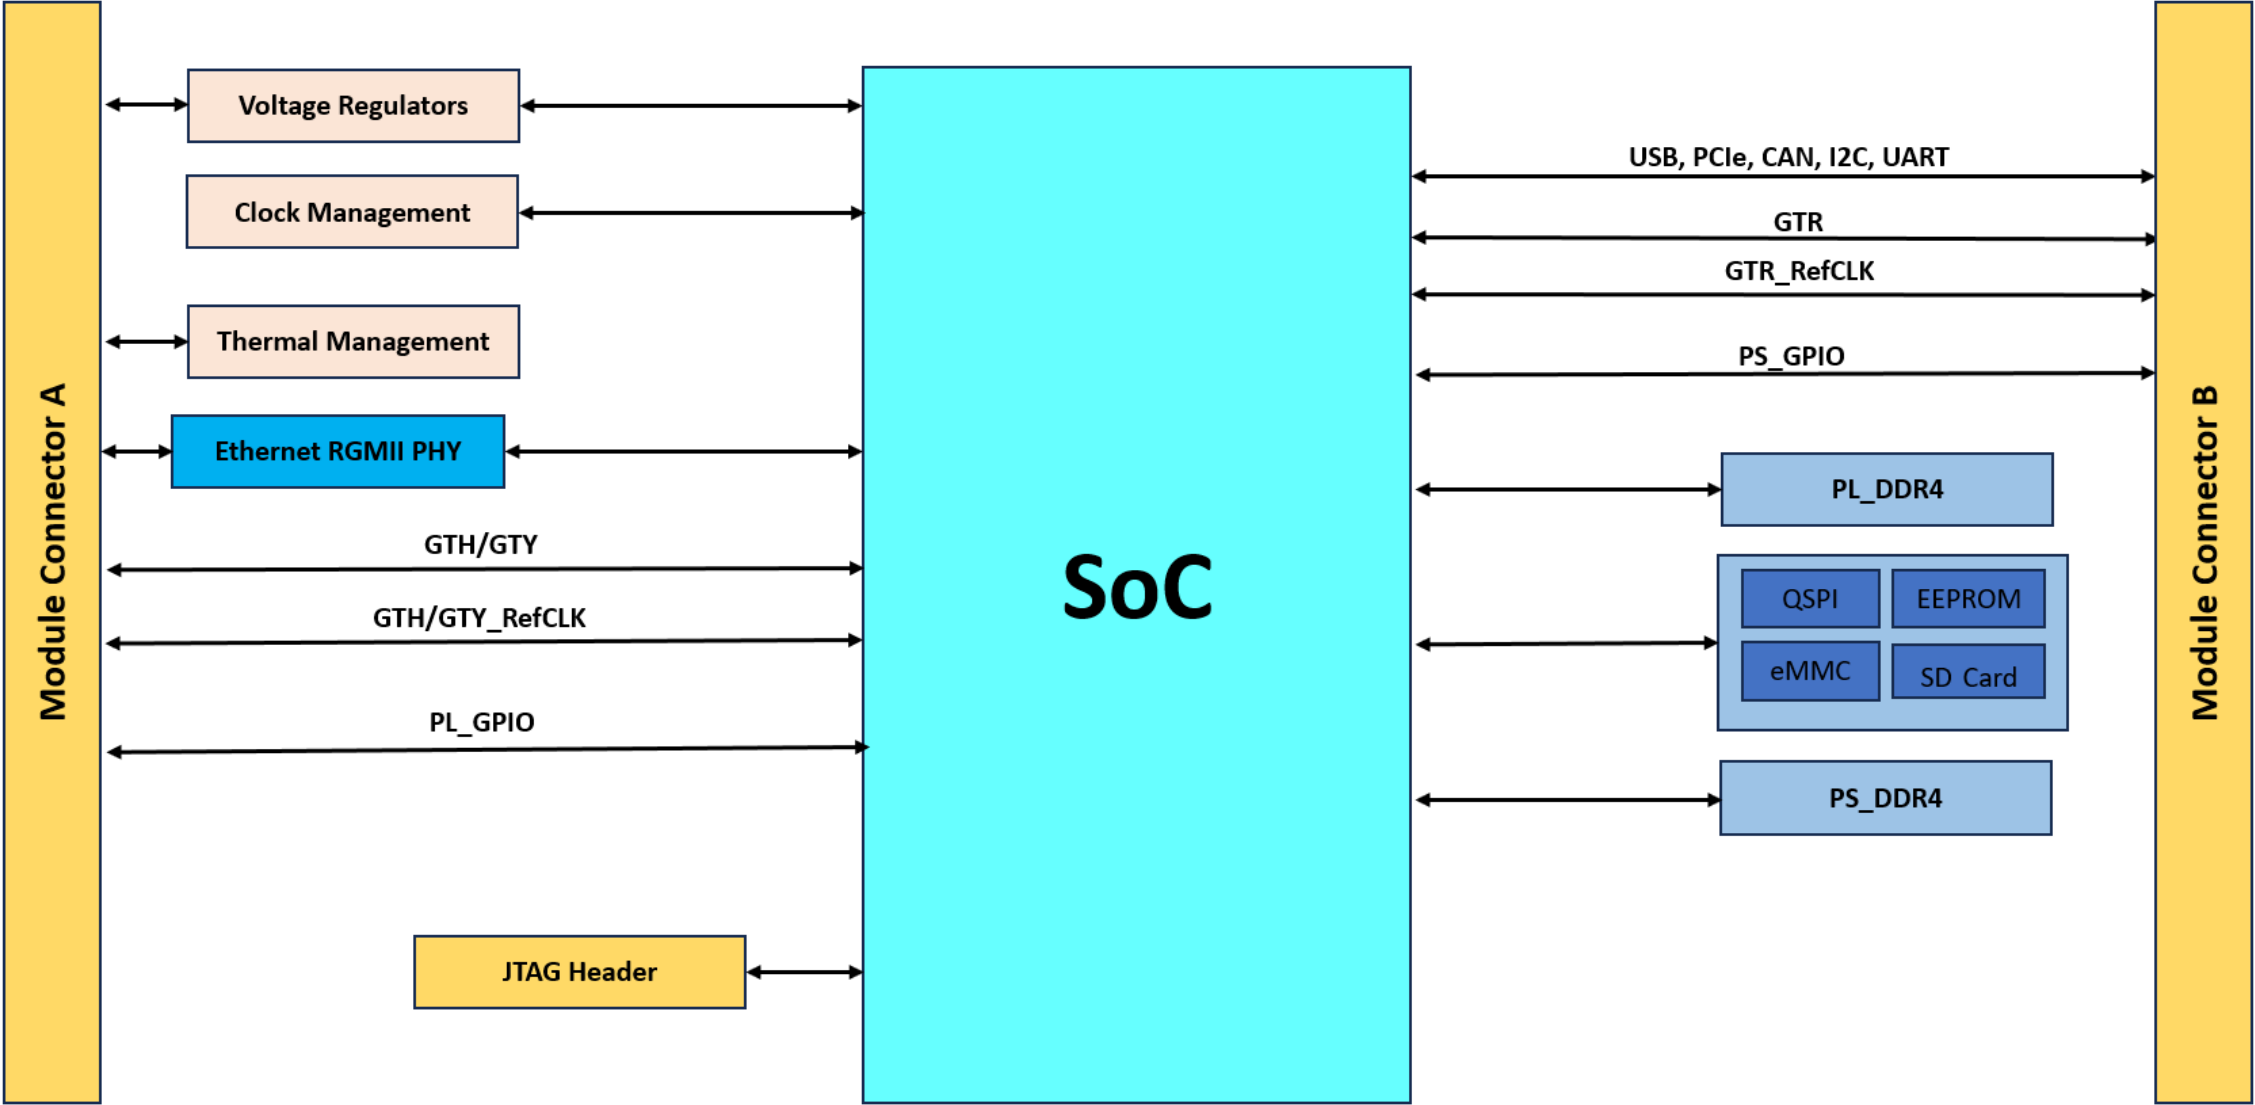 Module Connector A
Voltage Regulators
Clock Management
Thermal Management
Ethernet RGMII PHY
GTH/GTY
GTH/GTY_RefCLK
PL_GPIO
JTAG Header
SoC
USB, PCIe, CAN, I2C, UART
GTR
GTR_RefCLK
PS_GPIO
PL_DDR4
QSPI
EEPROM
eMMC
SD Card
PS_DDR4
Module Connector B